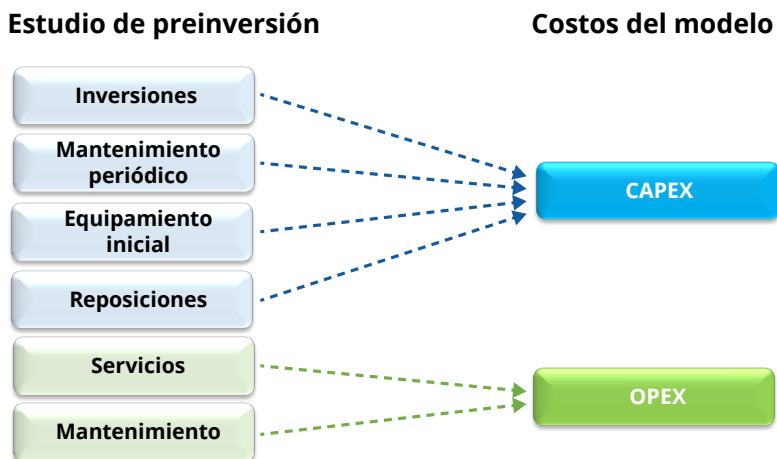 Estudio de preinversión
Costos del modelo
Inversiones
Mantenimiento
periódico
Equipamiento
inicial
Reposiciones
Servicios
Mantenimiento
CAPEX
OPEX